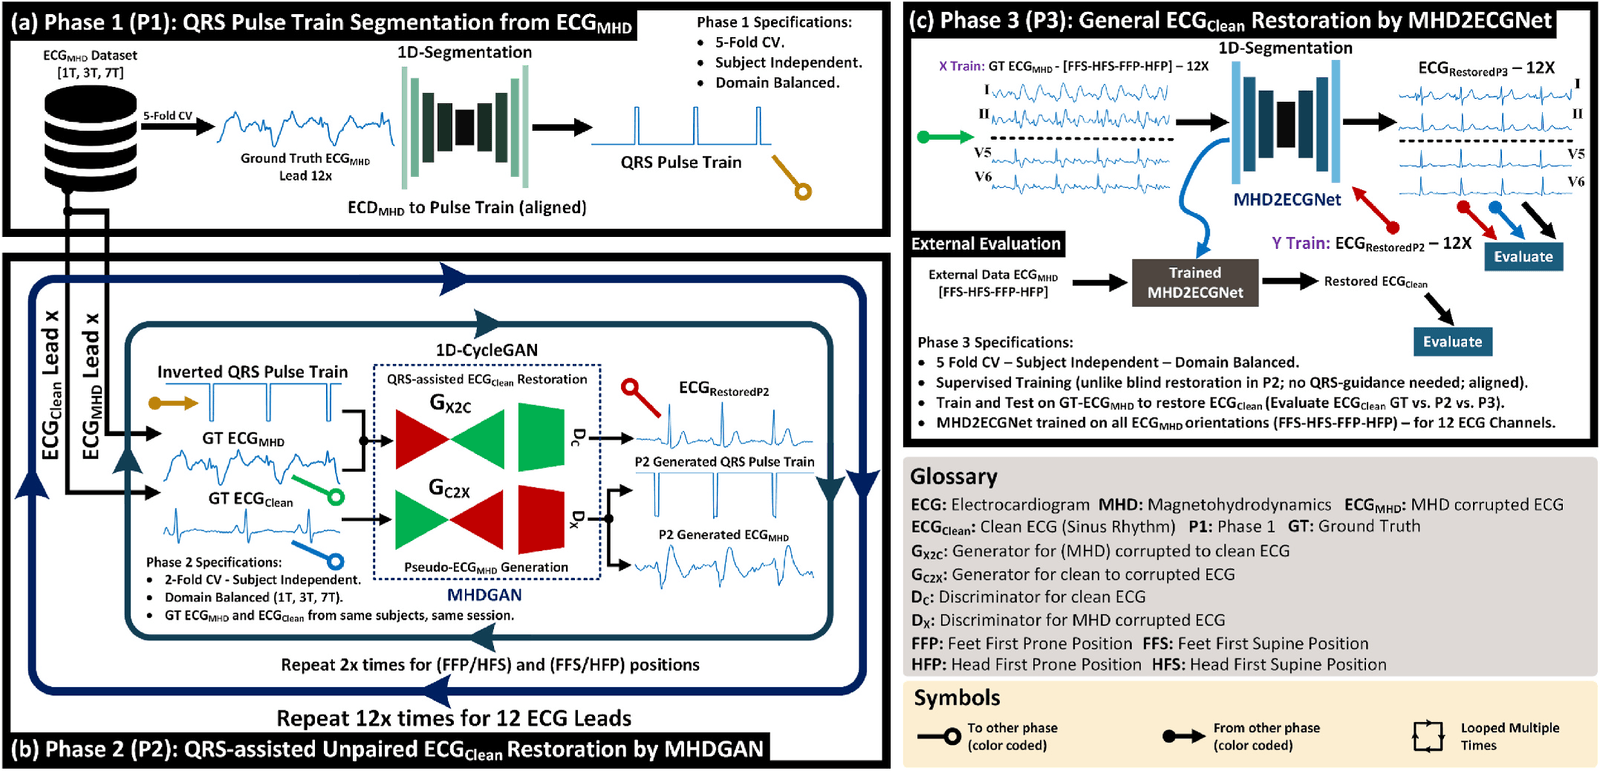 (a) Phase 1 (P1): QRS Pulse Train Segmentation from ECGMHD
ECGMHD Dataset
[1T, 3T, 7T]
5-Fold CV
Ground Truth ECGMHD
Lead 12x
1D-Segmentation
ECDMHD to Pulse Train (aligned)
QRS Pulse Train
Phase 1 Specifications:
• 5-Fold CV.
• Subject Independent.
• Domain Balanced.
ECGClean Lead x
ECGMHD Lead x
1D-CycleGAN
Inverted QRS Pulse Train
GT ECGMHD
GT ECGClean
QRS-assisted ECGClean Restoration
GX2C
DC
GC2X
DX
Pseudo-ECGMHD Generation
MHDGAN
ECGRestoredP2
P2 Generated QRS Pulse Train
P2 Generated ECGMHD
Phase 2 Specifications:
• 2-Fold CV - Subject Independent.
• Domain Balanced (1T, 3T, 7T).
• GT ECGMHD and ECGClean from same subjects, same session.
Repeat 2x times for (FFP/HFS) and (FFS/HFP) positions
Repeat 12x times for 12 ECG Leads
(b) Phase 2 (P2): QRS-assisted Unpaired ECGClean Restoration by MHDGAN
(c) Phase 3 (P3): General ECGClean Restoration by MHD2ECGNet
1D-Segmentation
X Train: GT ECGMHD - [FFS-HFS-FFP-HFP] – 12X
I
II
V5
V6
MHD2ECGNet
ECGRestoredP3 – 12X
I
II
V5
V6
Y Train: ECGRestoredP2 – 12X
Evaluate
External Evaluation
External Data ECGMHD
[FFS-HFS-FFP-HFP]
Trained
MHD2ECGNet
Restored ECGClean
Evaluate
Phase 3 Specifications:
• 5 Fold CV – Subject Independent – Domain Balanced.
• Supervised Training (unlike blind restoration in P2; no QRS-guidance needed; aligned).
• Train and Test on GT-ECGMHD to restore ECGClean (Evaluate ECGClean GT vs. P2 vs. P3).
• MHD2ECGNet trained on all ECGMHD orientations (FFS-HFS-FFP-HFP) – for 12 ECG Channels.
Glossary
ECG: Electrocardiogram MHD: Magnetohydrodynamics ECGMHD: MHD corrupted ECG
ECGClean: Clean ECG (Sinus Rhythm) P1: Phase 1 GT: Ground Truth
GX2C: Generator for (MHD) corrupted to clean ECG
GC2X: Generator for clean to corrupted ECG
DC: Discriminator for clean ECG
DX: Discriminator for MHD corrupted ECG
FFP: Feet First Prone Position FFS: Feet First Supine Position
HFP: Head First Prone Position HFS: Head First Supine Position
Symbols
To other phase
(color coded)
From other phase
(color coded)
Looped Multiple
Times